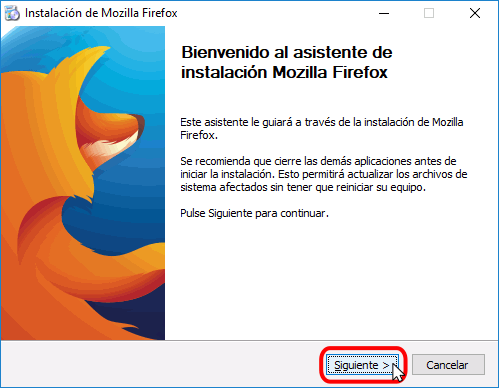 Instalación de Mozilla Firefox
Bienvenido al asistente de
instalación Mozilla Firefox
Este asistente le guiará a través de la instalación de Mozilla
Firefox.
Se recomienda que cierre las demás aplicaciones antes de
iniciar la instalación. Esto permitirá actualizar los archivos de
sistema afectados sin tener que reiniciar su equipo.
Pulse Siguiente para continuar.
Siguiente >
Cancelar